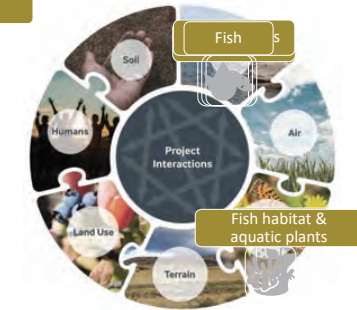 Fish
s
Soil
Air
Humans
Project
Interactions
Land Use
Fish habitat &
aquatic plants
Terrain